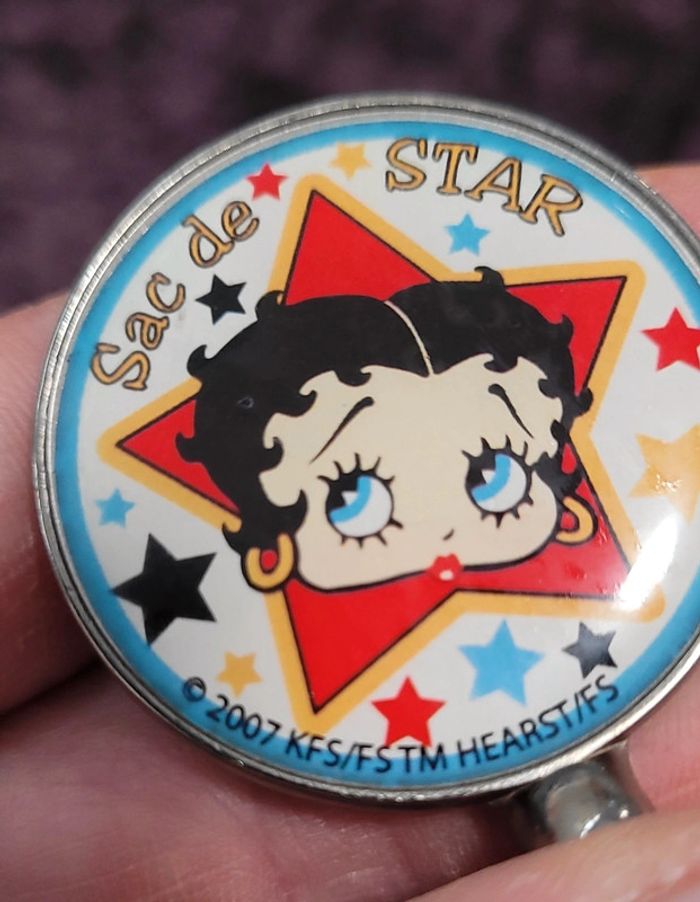 Sac de STAR
© 2007 KFS/FS TM HEARST/FS